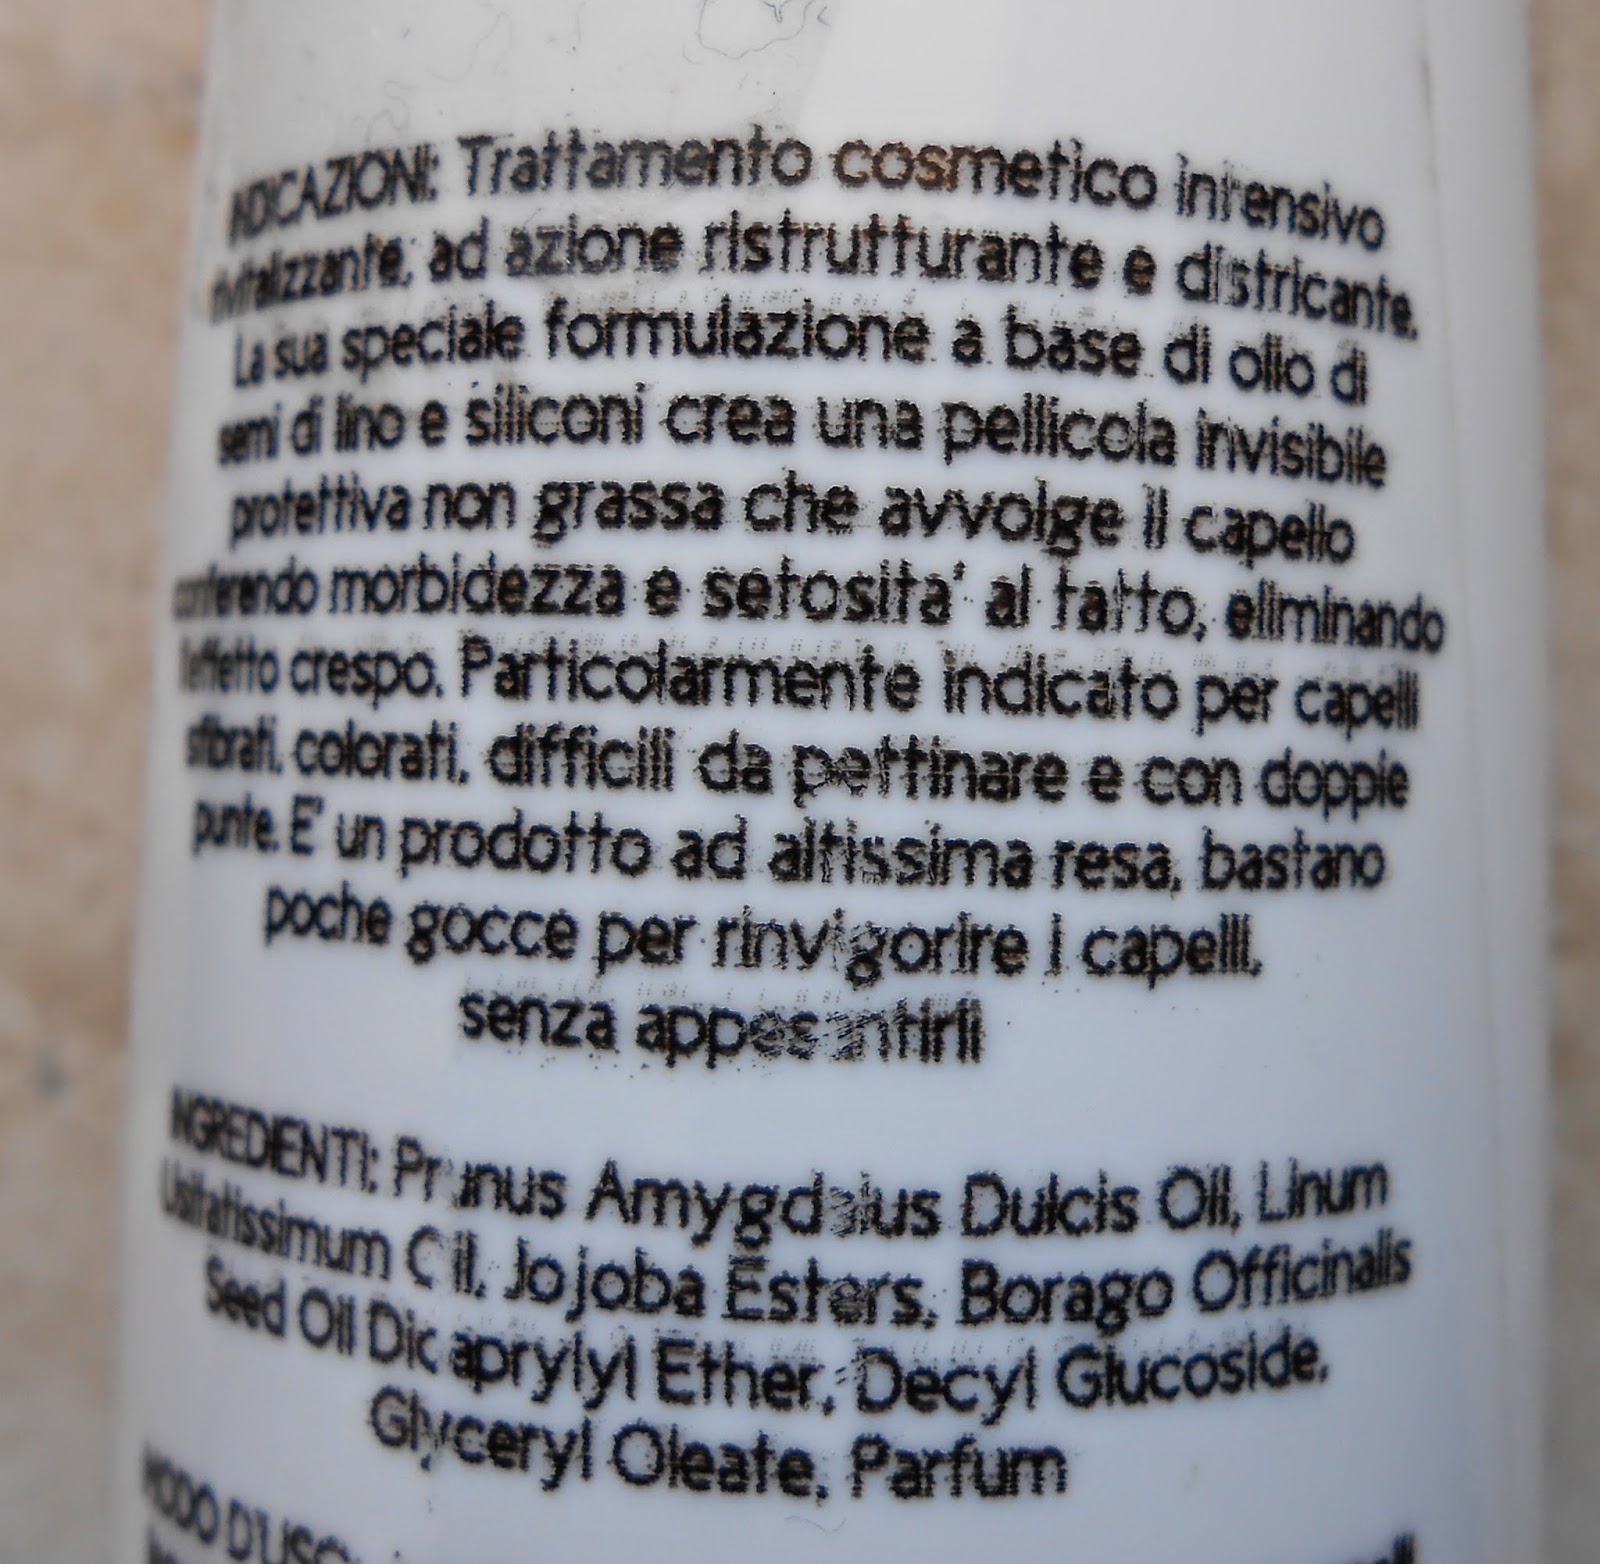 INDICAZIONI: Trattamento cosmetico intensivo
rivitalizzante, ad azione ristrutturante e districante.
La sua speciale formulazione a base di olio di
semi di lino e siliconi crea una pellicola invisibile
protettiva non grassa che avvolge il capello
conferendo morbidezza e setosita' al tatto, eliminando
l'effetto crespo. Particolarmente indicato per capelli
sfibrati, colorati, difficili da pettinare e con doppie
punte. E' un prodotto ad altissima resa, bastano
poche gocce per rinvigorire i capelli,
senza appesantirli
INGREDIENTI: Prunus Amygdalus Dulcis Oil, Linum
Usitatissimum Oil, Jojoba Esters, Borago Officinalis
Seed Oil Dicaprylyl Ether, Decyl Glucoside,
Glyceryl Oleate, Parfum
MODO D'USO: